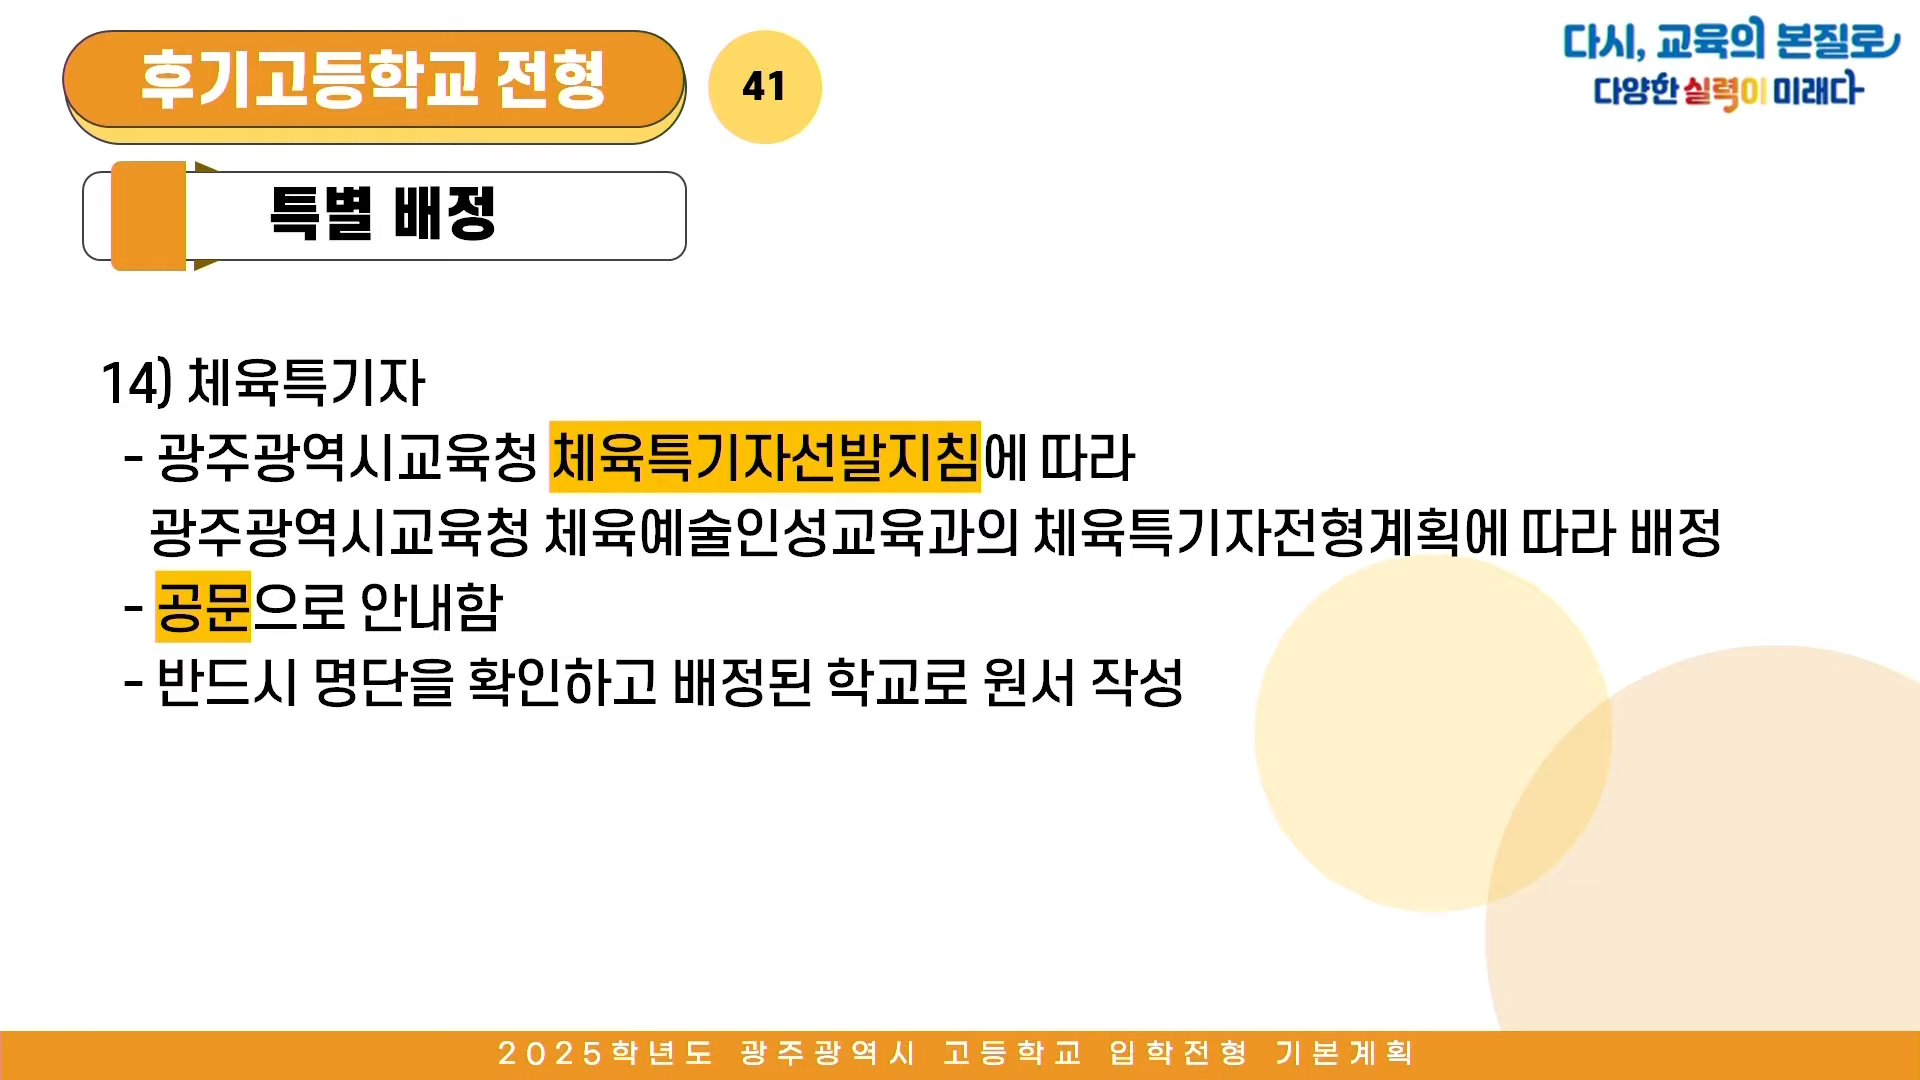 후기고등학교 전형
41
다시, 교육의 본질로
다양한 실력이 미래다
특별 배정
14) 체육특기자
- 광주광역시교육청 체육특기자선발지침에 따라
광주광역시교육청 체육예술인성교육과의 체육특기자전형계획에 따라 배정
- 공문으로 안내함
- 반드시 명단을 확인하고 배정된 학교로 원서 작성
2025학년도 광주광역시 고등학교 입학전형 기본계획